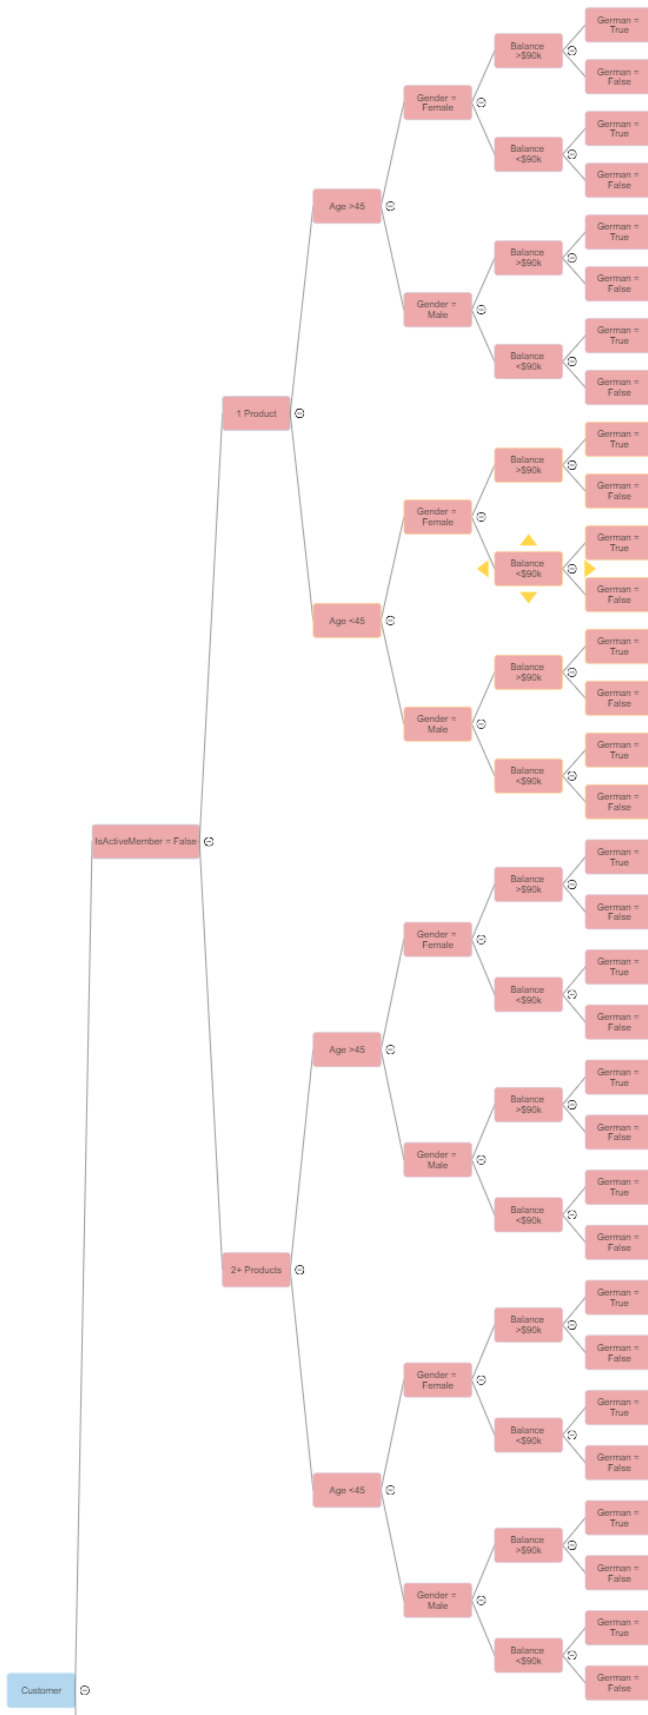 German =
True
Balance
>$90k
German =
False
Gender =
Female
German =
True
Balance
<$90k
German =
False
Age >45
German =
True
Balance
>$90k
German =
False
Gender =
Male
German =
True
Balance
<$90k
German =
False
1 Product
German =
True
Balance
>$90k
German =
False
Gender =
Female
German =
True
Balance
<$90k
German =
False
Age <45
German =
True
Balance
>$90k
German =
False
Gender =
Male
German =
True
Balance
<$90k
German =
False
IsActiveMember = False
German =
True
Balance
>$90k
German =
False
Gender =
Female
German =
True
Balance
<$90k
German =
False
Age >45
German =
True
Balance
>$90k
German =
False
Gender =
Male
German =
True
Balance
<$90k
German =
False
2+ Products
German =
True
Balance
>$90k
German =
False
Gender =
Female
German =
True
Balance
<$90k
German =
False
Age <45
German =
True
Balance
>$90k
German =
False
Gender =
Male
German =
True
Balance
<$90k
German =
False
Customer